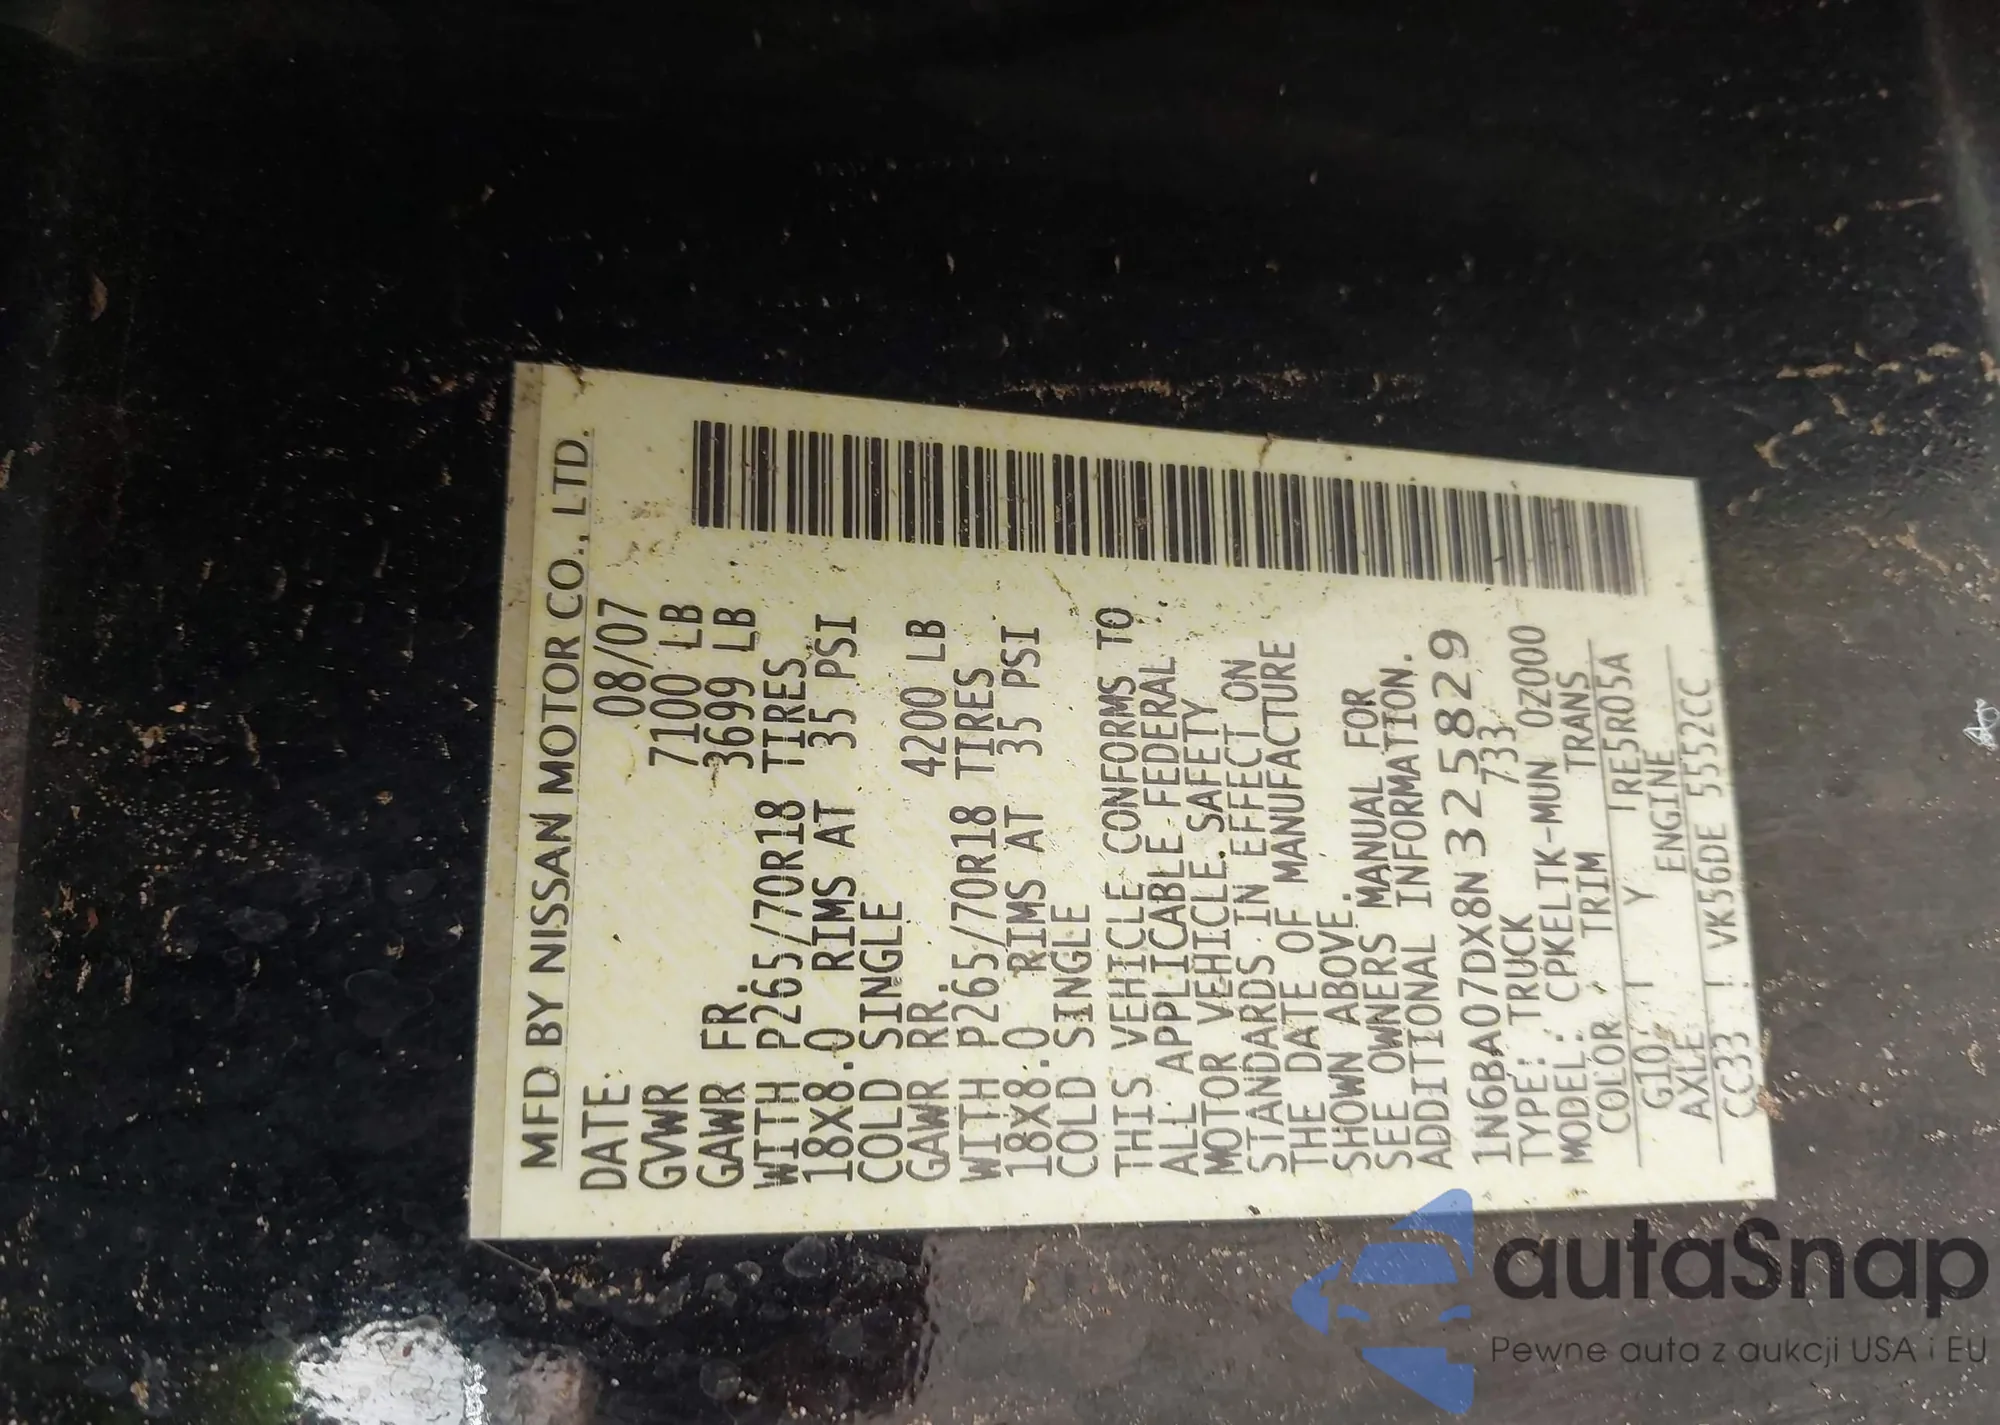 MFD BY NISSAN MOTOR CO., LTD.
DATE: 08/07
GVWR 7100 LB
GAWR FR. 3699 LB
WITH P265/70R18 TIRES
18X8.0 RIMS AT 35 PSI
COLD SINGLE
GAWR RR. 4200 LB
WITH P265/70R18 TIRES
18X8.0 RIMS AT 35 PSI
COLD SINGLE
THIS VEHICLE CONFORMS TO
ALL APPLICABLE FEDERAL
MOTOR VEHICLE SAFETY
STANDARDS IN EFFECT ON
THE DATE OF MANUFACTURE
SHOWN ABOVE.
SEE OWNERS MANUAL FOR
ADDITIONAL INFORMATION.
1N6BA07DX8N325829
TYPE: TRUCK 733
MODEL: CPKELTK-MUN 0Z000
COLOR TRIM TRANS
G10 Y RE5R05A
AXLE ENGINE
CC33 VK56DE 5552CC
autaSnap
Pewne auta z aukcji USA i EU